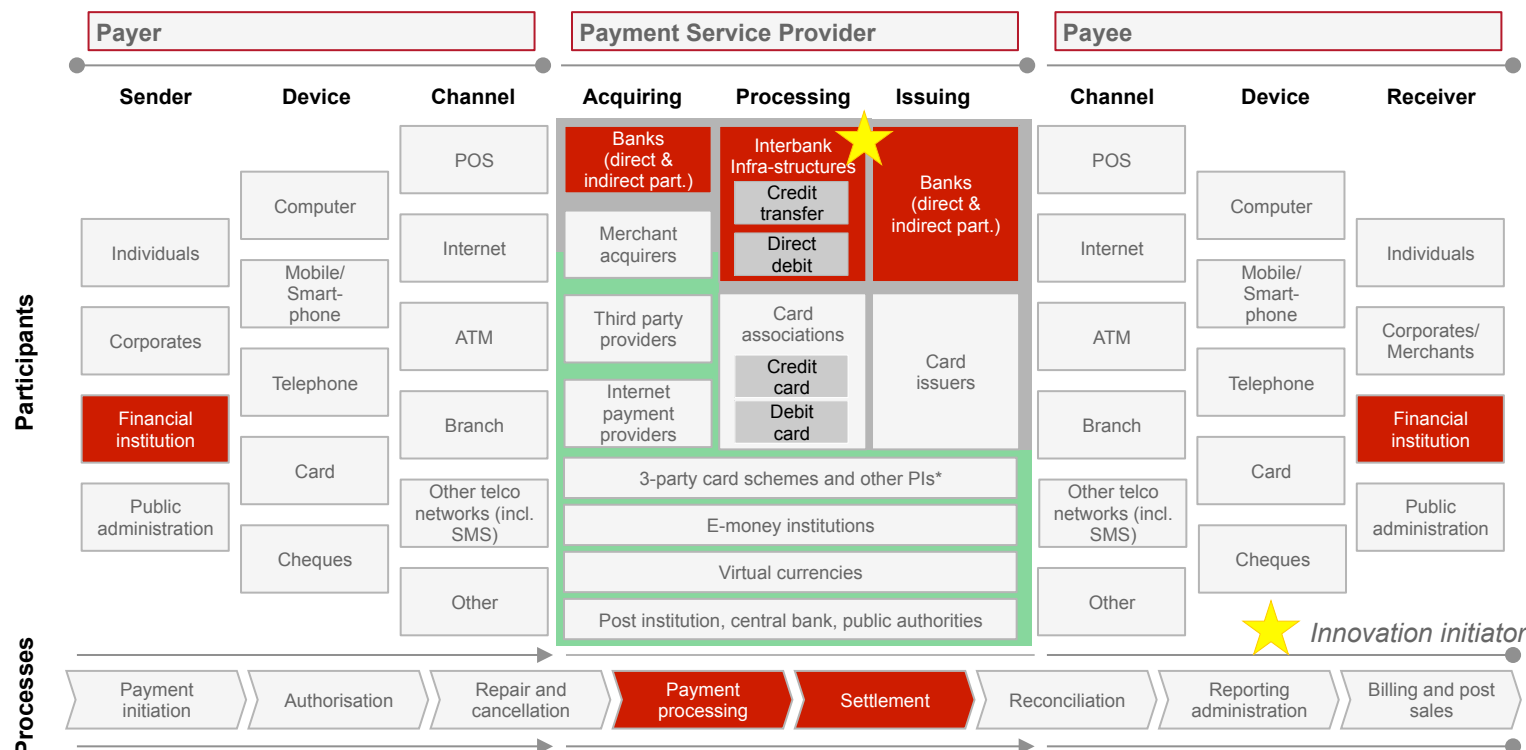 Payer
Payment Service Provider
Payee
Sender
Device
Channel
Acquiring
Processing
Issuing
Channel
Device
Receiver
Participants
Individuals
Corporates
Financial
institution
Public
administration
Computer
Mobile/
Smart-
phone
Telephone
Card
Cheques
POS
Internet
ATM
Branch
Other telco
networks (incl.
SMS)
Other
Banks
(direct &
indirect part.)
Merchant
acquirers
Third party
providers
Internet
payment
providers
Interbank
Infra-structures
Credit
transfer
Direct
debit
Card
associations
Credit
card
Debit
card
Banks
(direct &
indirect part.)
Card
issuers
3-party card schemes and other PIs*
E-money institutions
Virtual currencies
Post institution, central bank, public authorities
POS
Internet
ATM
Branch
Other telco
networks (incl.
SMS)
Other
Computer
Mobile/
Smart-
phone
Telephone
Card
Cheques
Individuals
Corporates/
Merchants
Financial
institution
Public
administration
Innovation initiator
Processes
Payment
initiation
Authorisation
Repair and
cancellation
Payment
processing
Settlement
Reconciliation
Reporting
administration
Billing and post
sales